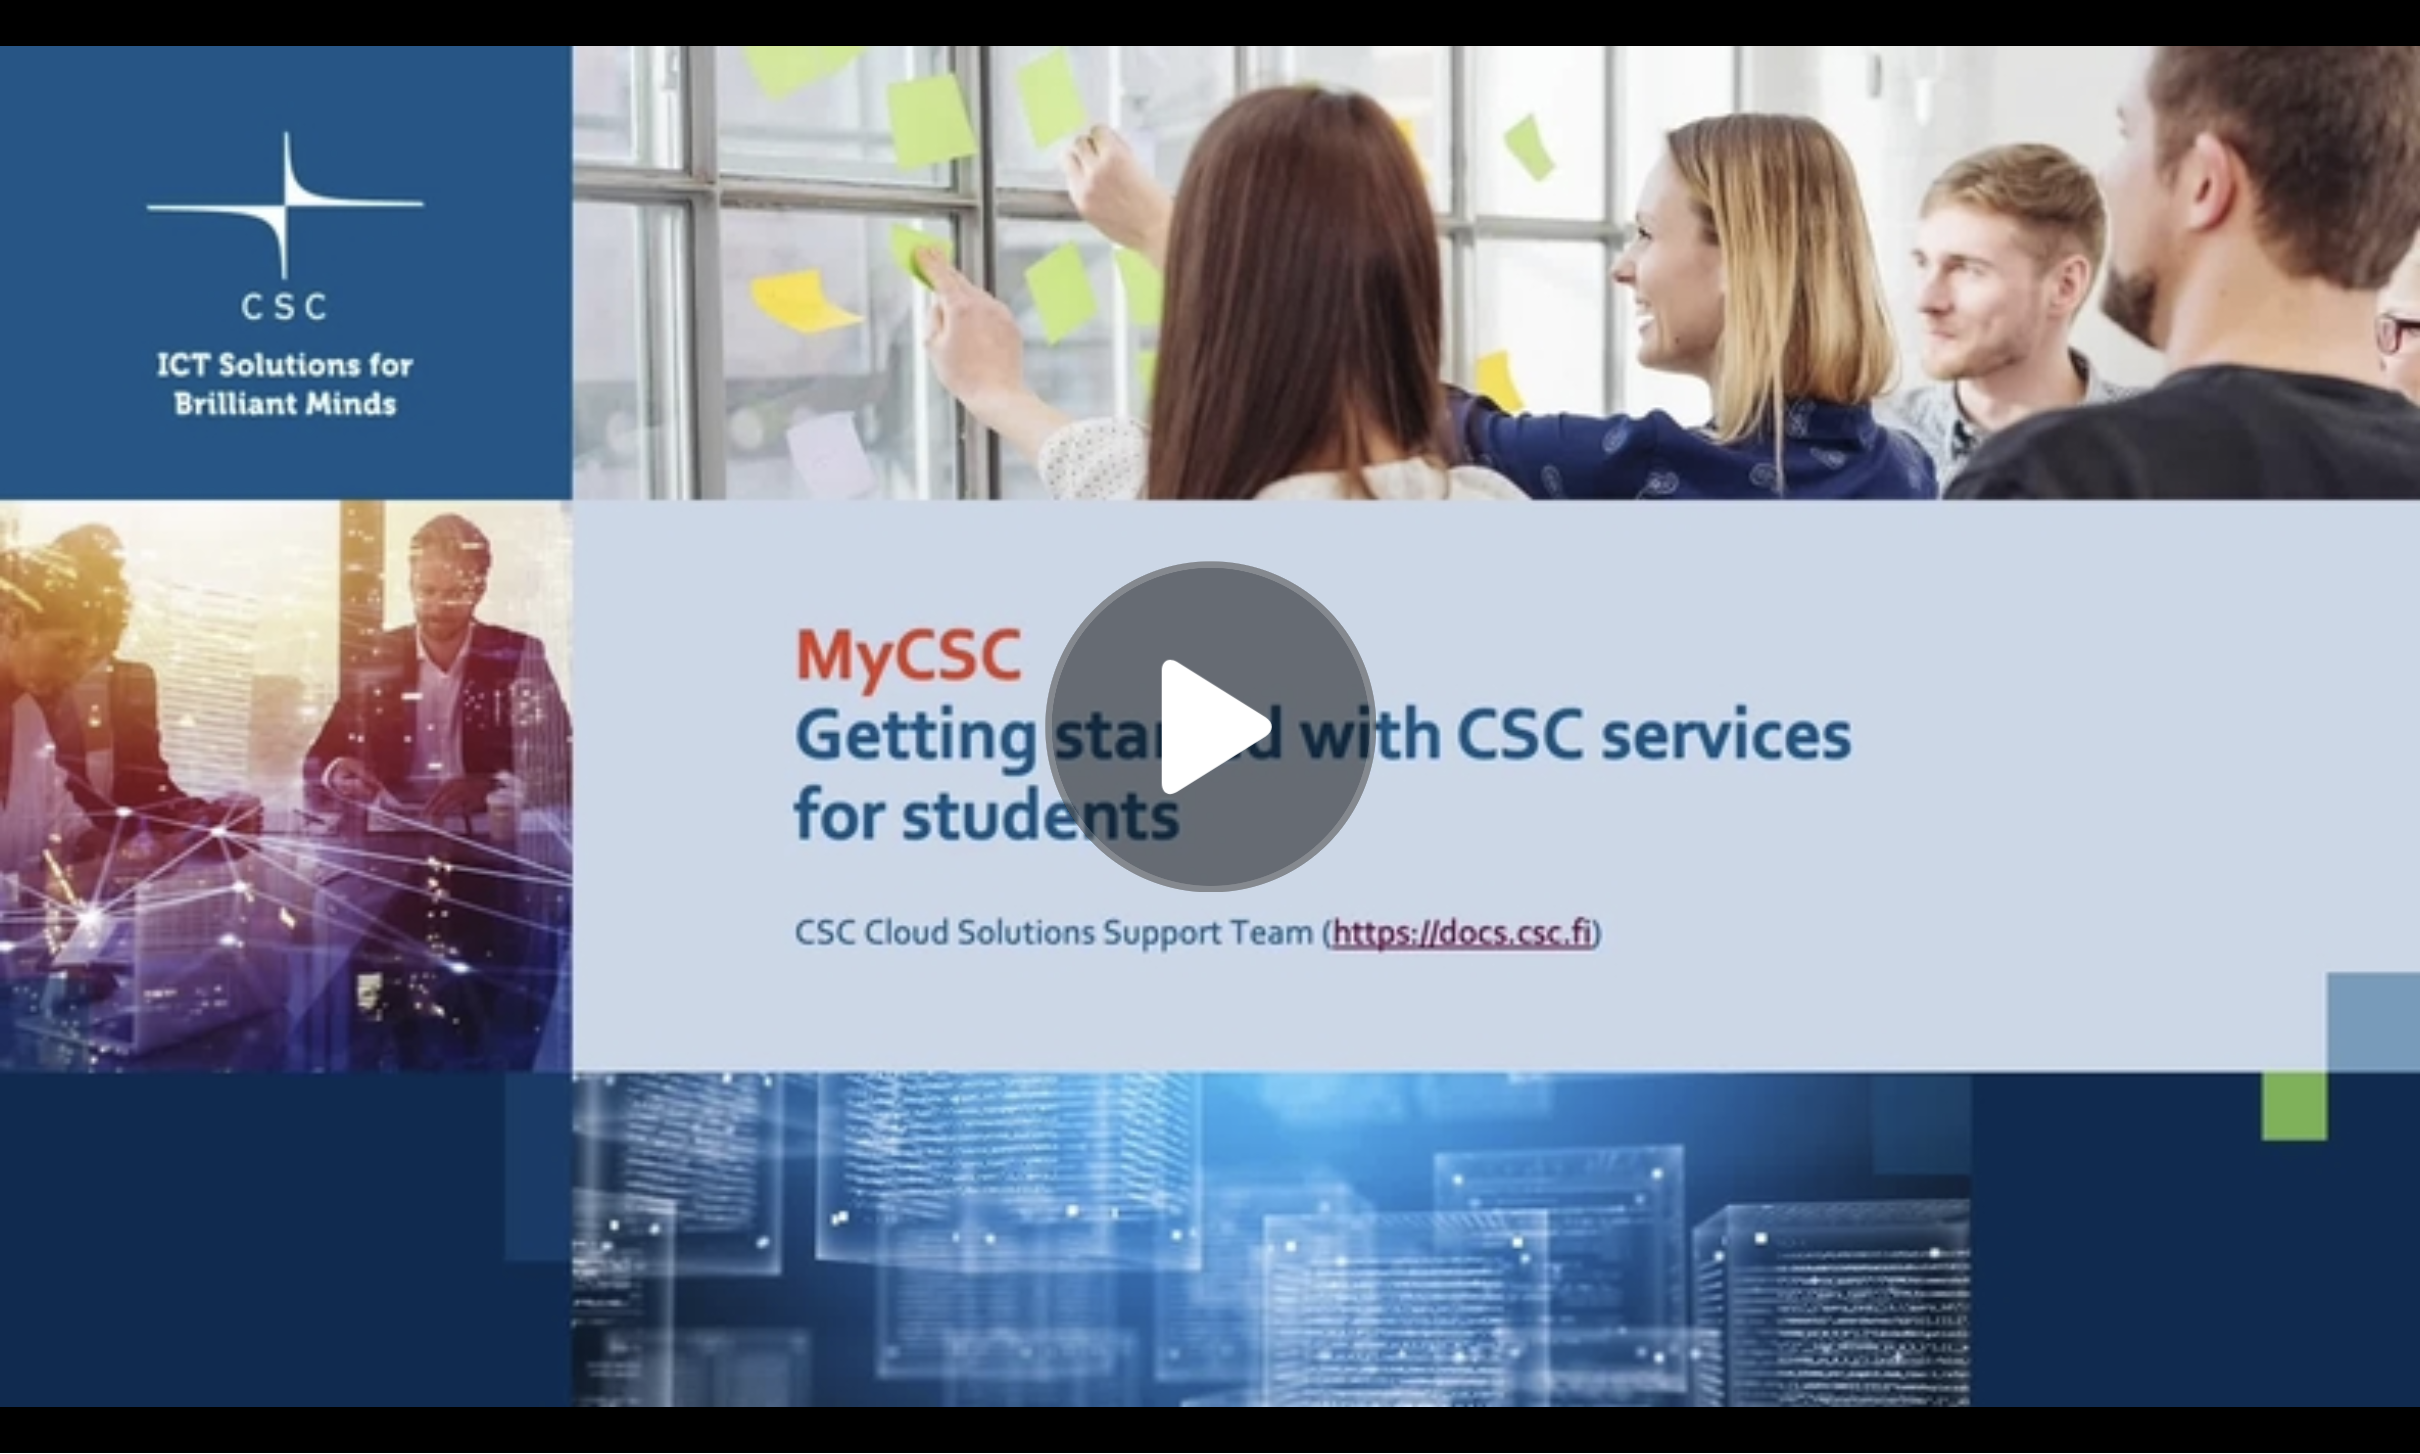 CSC
ICT Solutions for
Brilliant Minds
MyCSC
Getting started with CSC services
for students
CSC Cloud Solutions Support Team (https://docs.csc.fi)